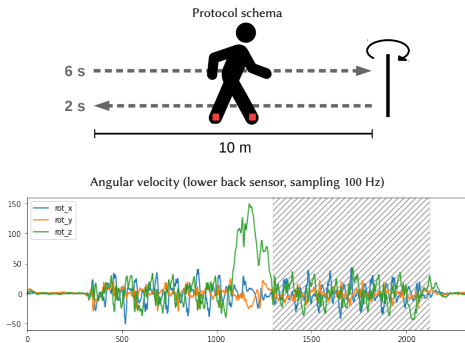 Protocol schema
6 s
2 s
10 m
Angular velocity (lower back sensor, sampling 100 Hz)
150
100
50
0
−50
rot_x
rot_y
rot_z
0
500
1000
1500
2000